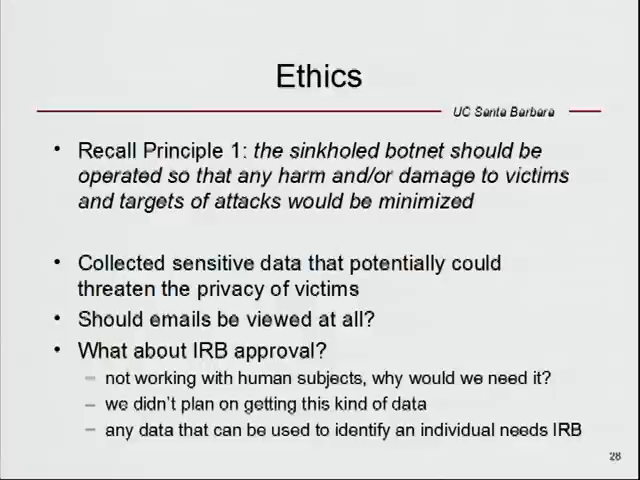 Ethics
UC Santa Barbara
• Recall Principle 1: the sinkholed botnet should be
operated so that any harm and/or damage to victims
and targets of attacks would be minimized
• Collected sensitive data that potentially could
threaten the privacy of victims
• Should emails be viewed at all?
• What about IRB approval?
– not working with human subjects, why would we need it?
– we didn't plan on getting this kind of data
– any data that can be used to identify an individual needs IRB
28